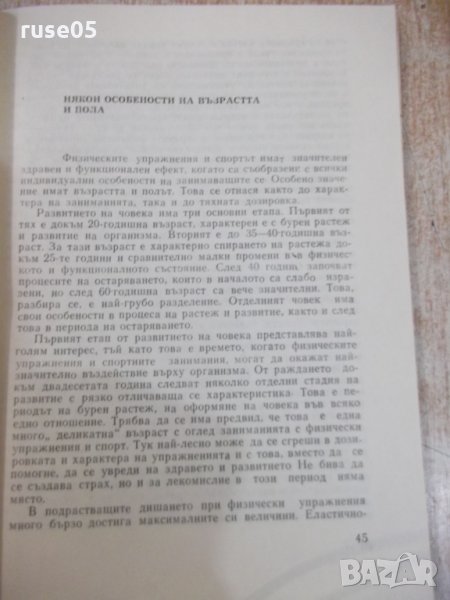 ruse05
НЯКОИ ОСОБЕНОСТИ НА ВЪЗРАСТТА
И ПОЛА
Физическите упражнения и спортът имат значителен
здравен и функционален ефект, когато са съобразени с всички
индивидуални особености на занимаващите се. Особено значе-
ние имат възрастта и полът. Това се отнася както до харак-
тера на заниманията, така и до тяхната дозировка.
Развитието на човека има три основни етапа. Първият от
тях е докъм 20-годишна възраст, характерен е с бурен растеж
и развитие на организма. Вторият е до 35—40-годишна въз-
раст. За тази възраст е характерно спирането на растежа до-
към 25-те години и сравнително малки промени във физичес-
кото и функционалното състояние. След 40 години започват
процесите на остаряването, които в началото са слабо изра-
зени, но след 60-годишна възраст са вече значителни. Това,
разбира се, е най-грубо разделение. Отделният човек има
свои особености в процеса на растеж и развитие, както и след
това в периода на остаряването.
Първият етап от развитието на човека представлява най-
голям интерес, тъй като това е времето, когато физическите
упражнения и спортните занимания, могат да окажат най-
значително въздействие върху организма. От раждането до-
към двадесетата година следват няколко отделни стадия на
развитие с рязко отличаваща се характеристика. Това е пе-
риодът на бурен растеж, на оформяне на човека във всяко
едно отношение. Трябва да се има предвид, че това е една
много „деликатна“ възраст с оглед заниманията с физически
упражнения и спорт. Тук най-лесно може да се сгреши в дози-
ровката и характера на упражненията и с това, вместо да се
помогне, да се увреди на здравето и развитието Не бива да
се създава страх, но и за лекомислие в този период няма
място.
В подрастващите дишането при физически упражнения
много бързо достига максималните си величини. Еластично-
45
BAZAR